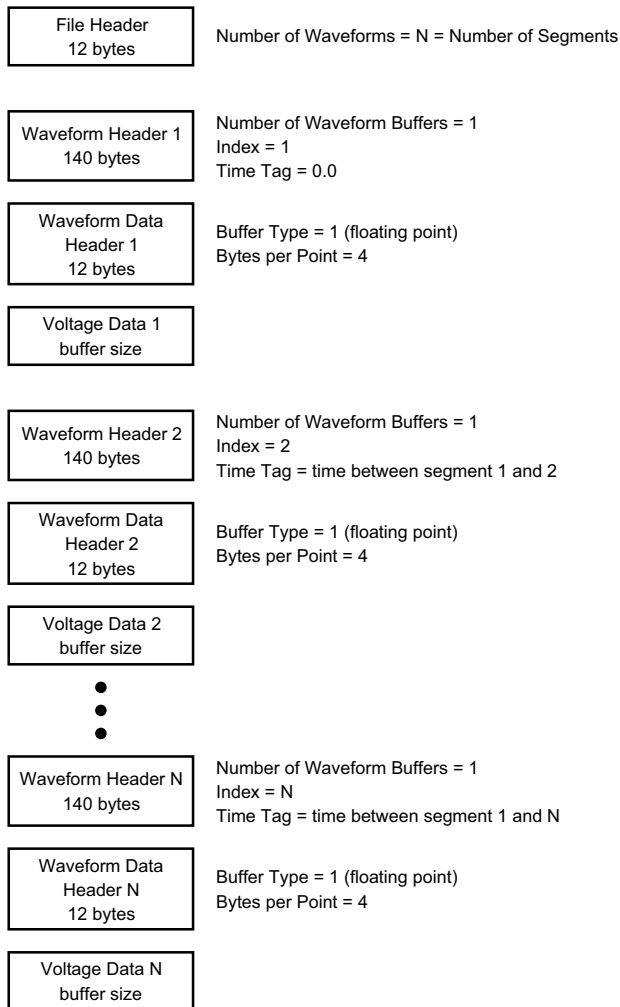 File Header
12 bytes
Number of Waveforms = N = Number of Segments
Waveform Header 1
140 bytes
Number of Waveform Buffers = 1
Index = 1
Time Tag = 0.0
Waveform Data
Header 1
12 bytes
Buffer Type = 1 (floating point)
Bytes per Point = 4
Voltage Data 1
buffer size
Waveform Header 2
140 bytes
Number of Waveform Buffers = 1
Index = 2
Time Tag = time between segment 1 and 2
Waveform Data
Header 2
12 bytes
Buffer Type = 1 (floating point)
Bytes per Point = 4
Voltage Data 2
buffer size
Waveform Header N
140 bytes
Number of Waveform Buffers = 1
Index = N
Time Tag = time between segment 1 and N
Waveform Data
Header N
12 bytes
Buffer Type = 1 (floating point)
Bytes per Point = 4
Voltage Data N
buffer size